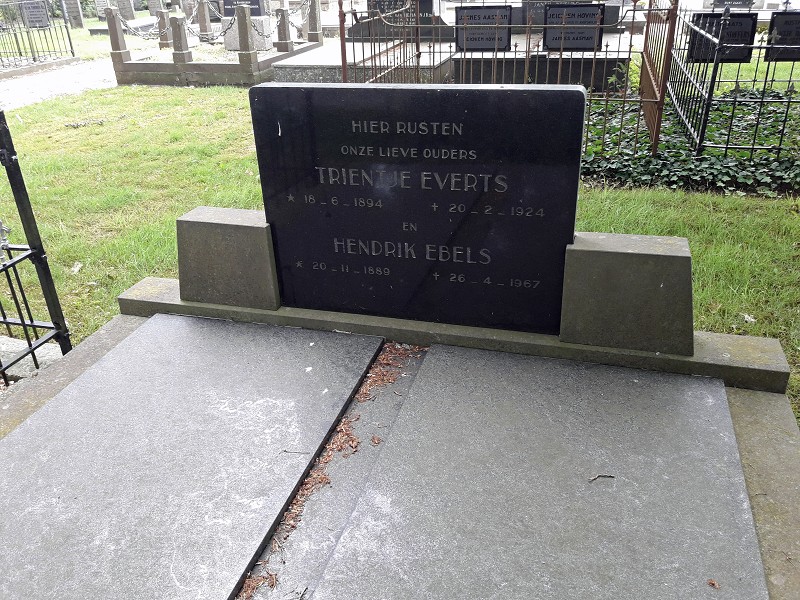 HIER RUSTEN
ONZE LIEVE OUDERS
TRIENTJE EVERTS
★ 18-6-1894 ✝ 20-2-1924
EN
HENDRIK EBELS
★ 20-11-1889 ✝ 26-4-1967